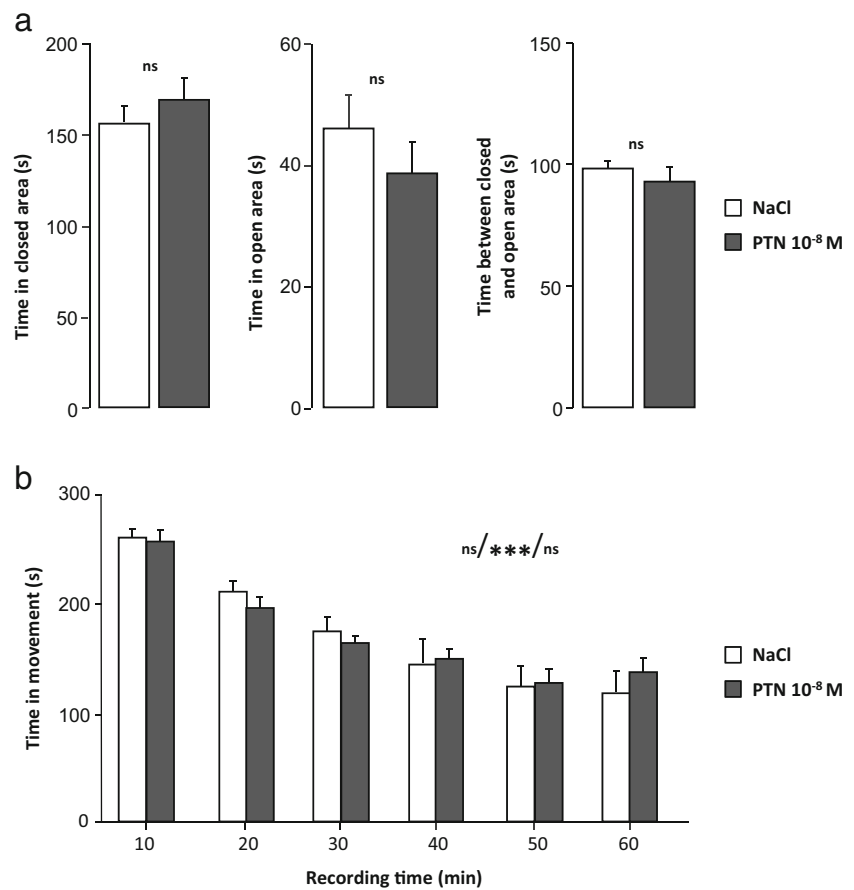 a
200
150
100
50
0
Time in closed area (s)
ns
60
40
20
0
Time in open area (s)
ns
150
100
50
0
Time between closed
and open area (s)
ns
NaCl
PTN 10⁻⁸ M
b
300
200
100
0
Time in movement (s)
ns/***/ns
10 20 30 40 50 60
Recording time (min)
NaCl
PTN 10⁻⁸ M